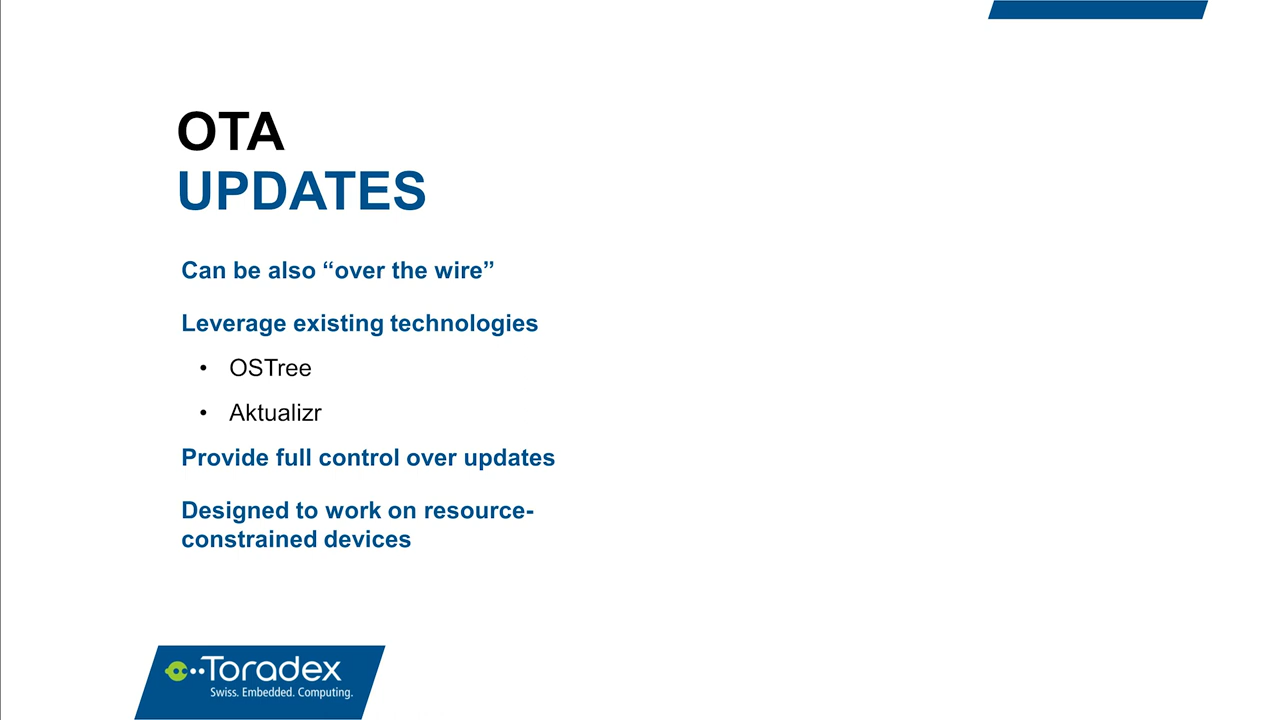 OTA
UPDATES
Can be also “over the wire”
Leverage existing technologies
• OSTree
• Aktualizr
Provide full control over updates
Designed to work on resource-
constrained devices
Toradex
Swiss. Embedded. Computing.